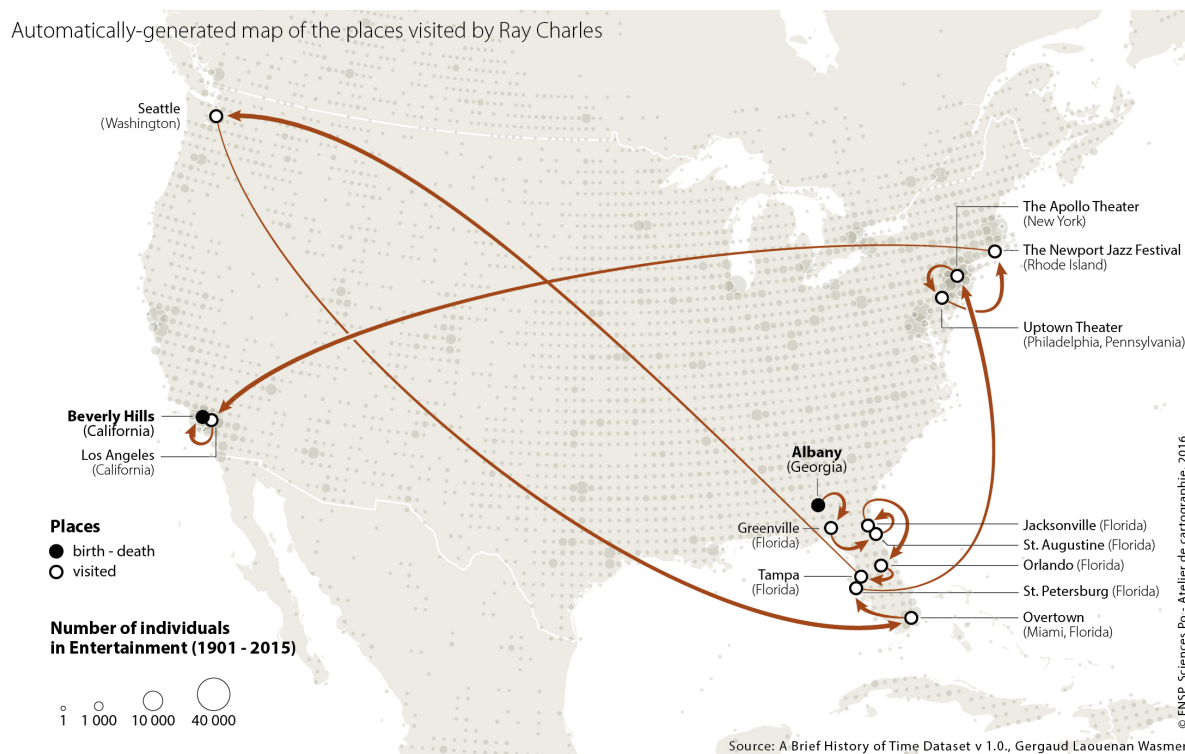 Automatically-generated map of the places visited by Ray Charles
Seattle
(Washington)
The Apollo Theater
(New York)
The Newport Jazz Festival
(Rhode Island)
Uptown Theater
(Philadelphia, Pennsylvania)
Beverly Hills
(California)
Los Angeles
(California)
Albany
(Georgia)
Greenville
(Florida)
Jacksonville (Florida)
St. Augustine (Florida)
Orlando (Florida)
Tampa
(Florida)
St. Petersburg (Florida)
Overtown
(Miami, Florida)
Places
birth - death
visited
Number of individuals
in Entertainment (1901 - 2015)
1 1 000 10 000 40 000
Source: A Brief History of Time Dataset v 1.0., Gergaud Laouenan
© FNSP. Sciences Po - Atelier de cartographie, 2016